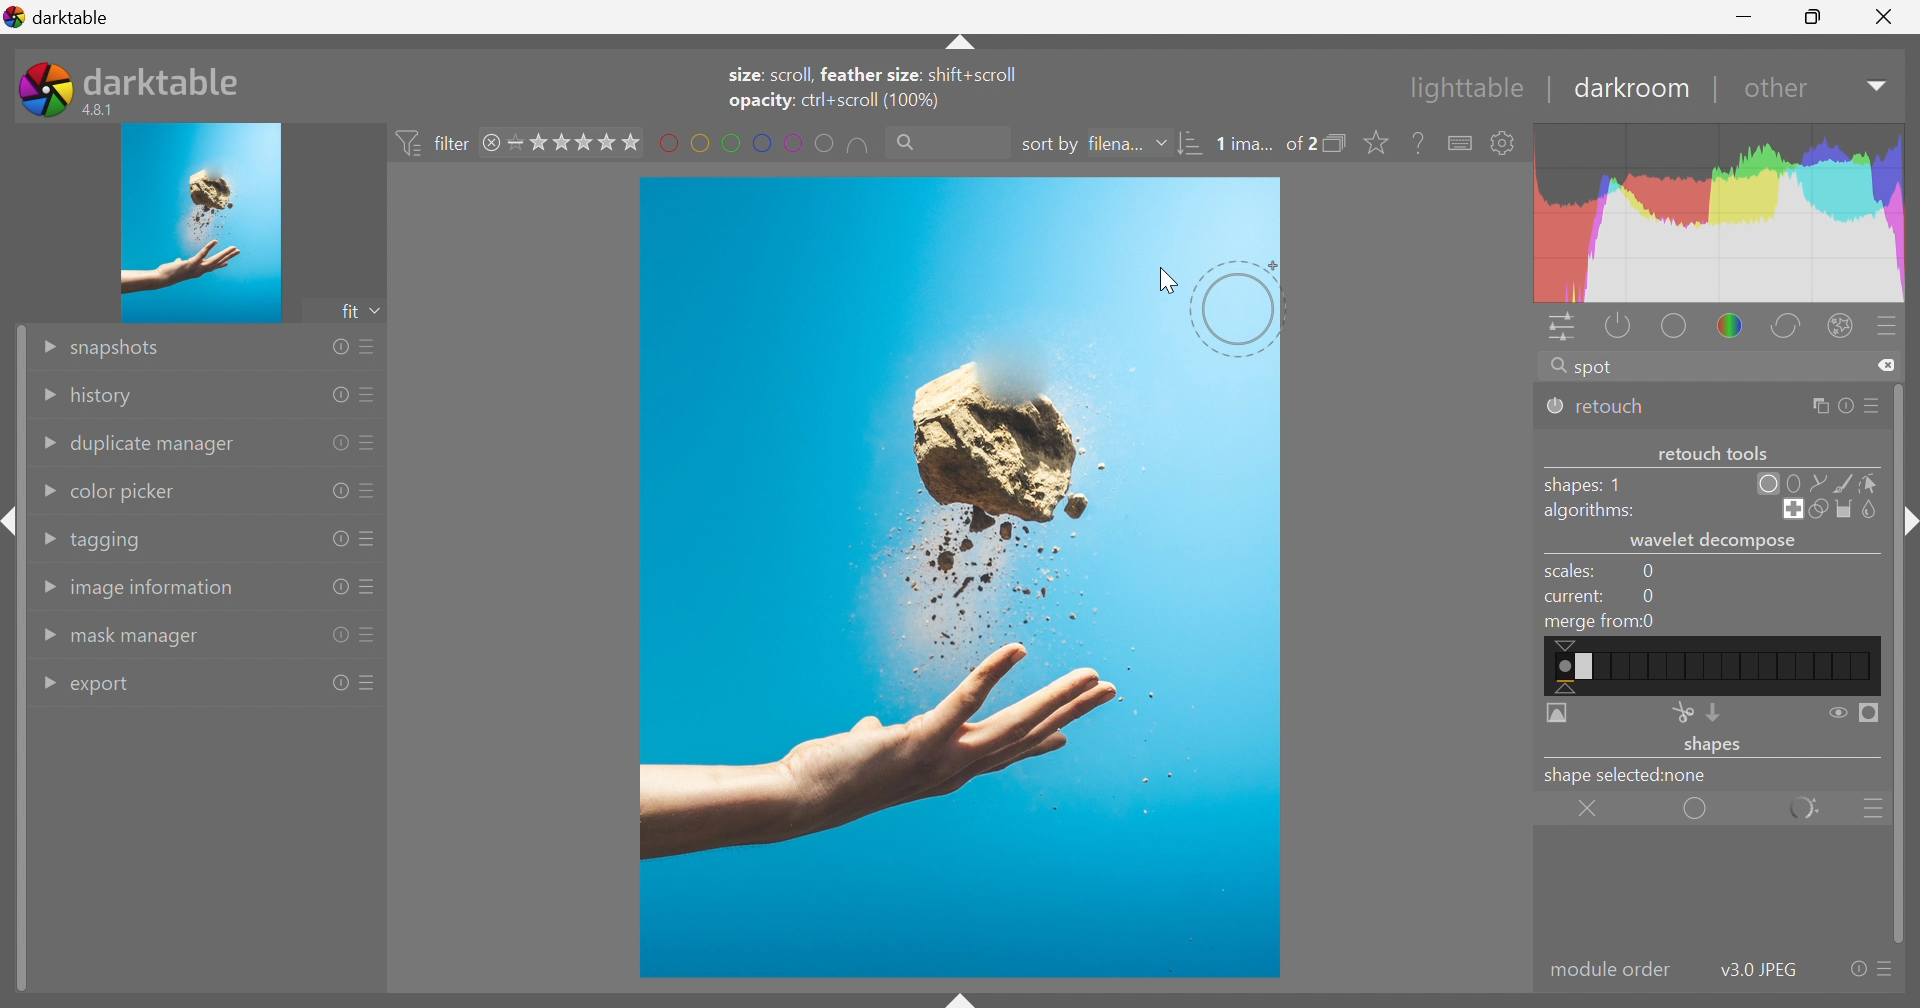 darktable
darktable
4.8.1
size: scroll, feather size: shift+scroll
opacity: ctrl+scroll (100%)
lighttable | darkroom | other
filter
sort by filena...
1 ima... of 2
fit
snapshots
history
duplicate manager
color picker
tagging
image information
mask manager
export
spot
retouch
retouch tools
shapes: 1
algorithms:
wavelet decompose
scales: 0
current: 0
merge from:0
shapes
shape selected:none
module order v3.0 JPEG